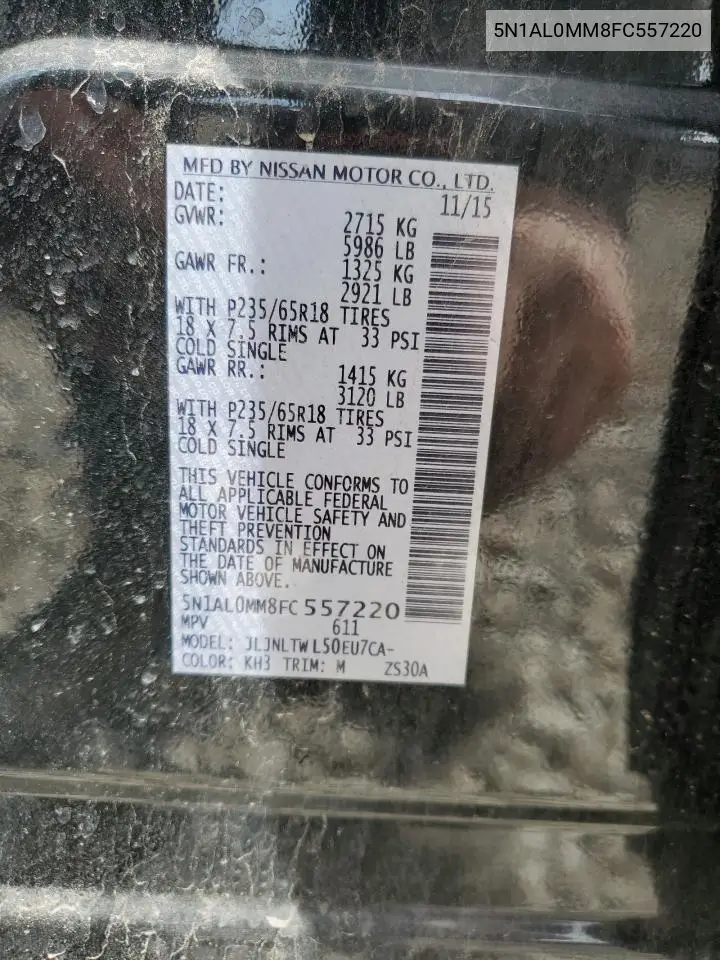 5N1AL0MM8FC557220
MFD BY NISSAN MOTOR CO., LTD.
DATE: 11/15
GVWR: 2715 KG
5986 LB
GAWR FR.: 1325 KG
2921 LB
WITH P235/65R18 TIRES
18 X 7.5 RIMS AT 33 PSI
COLD SINGLE
GAWR RR.: 1415 KG
3120 LB
WITH P235/65R18 TIRES
18 X 7.5 RIMS AT 33 PSI
COLD SINGLE
THIS VEHICLE CONFORMS TO
ALL APPLICABLE FEDERAL
MOTOR VEHICLE SAFETY AND
THEFT PREVENTION
STANDARDS IN EFFECT ON
THE DATE OF MANUFACTURE
SHOWN ABOVE.
5N1AL0MM8FC 557220
MPV 611
MODEL: JLJNLTW L50EU7CA-
COLOR: KH3 TRIM: M ZS30A